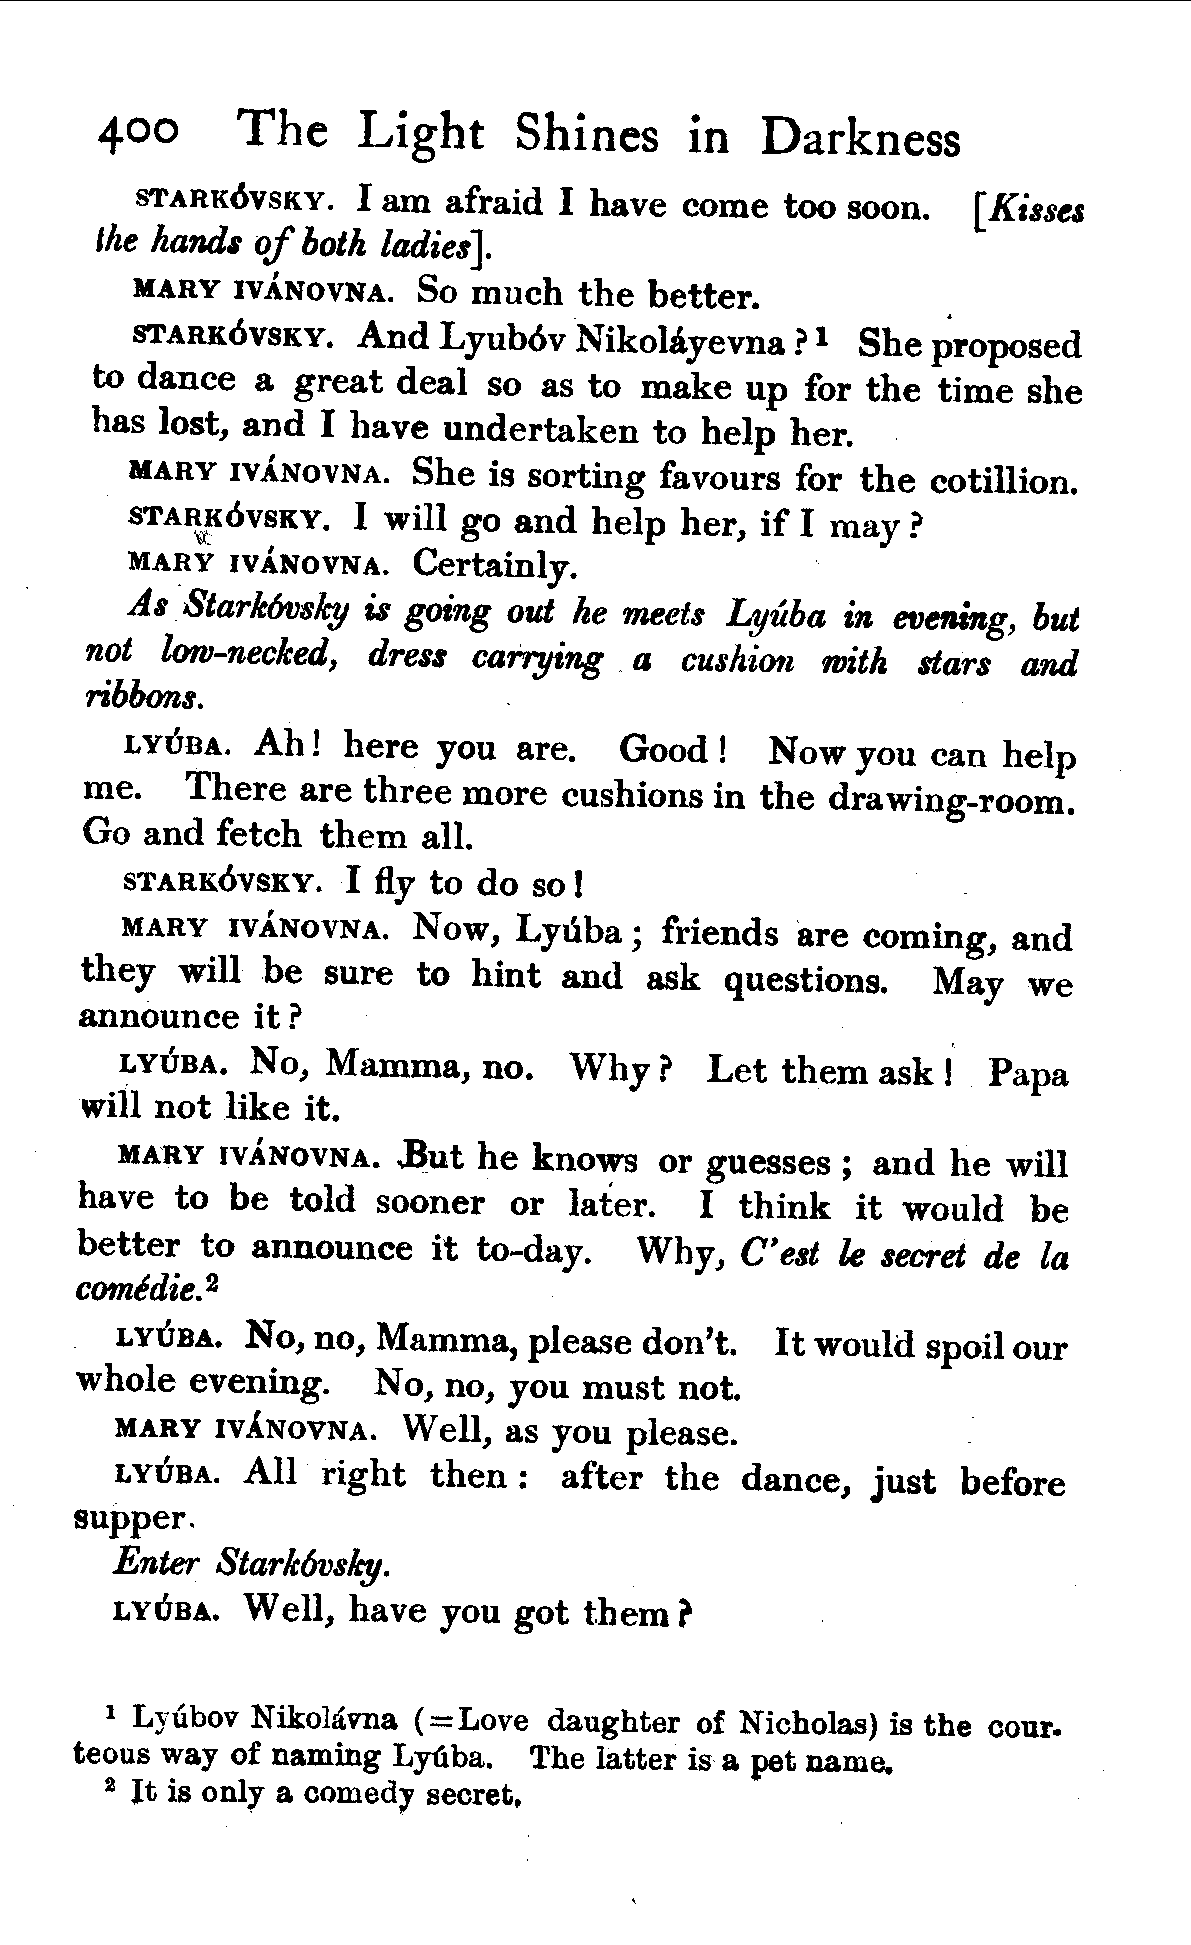 400 The Light Shines in Darkness
STARKÓVSKY. I am afraid I have come too soon. [Kisses
the hands of both ladies].
MARY IVÁNOVNA. So much the better.
STARKÓVSKY. And Lyubóv Nikoláyevna?¹ She proposed
to dance a great deal so as to make up for the time she
has lost, and I have undertaken to help her.
MARY IVÁNOVNA. She is sorting favours for the cotillion.
STARKÓVSKY. I will go and help her, if I may?
MARY IVÁNOVNA. Certainly.
As Starkóvsky is going out he meets Lyúba in evening, but
not low-necked, dress carrying a cushion with stars and
ribbons.
LYÚBA. Ah! here you are. Good! Now you can help
me. There are three more cushions in the drawing-room.
Go and fetch them all.
STARKÓVSKY. I fly to do so!
MARY IVÁNOVNA. Now, Lyúba; friends are coming, and
they will be sure to hint and ask questions. May we
announce it?
LYÚBA. No, Mamma, no. Why? Let them ask! Papa
will not like it.
MARY IVÁNOVNA. But he knows or guesses; and he will
have to be told sooner or later. I think it would be
better to announce it to-day. Why, C'est le secret de la
comédie.²
LYÚBA. No, no, Mamma, please don't. It would spoil our
whole evening. No, no, you must not.
MARY IVÁNOVNA. Well, as you please.
LYÚBA. All right then: after the dance, just before
supper.
Enter Starkóvsky.
LYÚBA. Well, have you got them?
¹ Lyúbov Nikolávna (=Love daughter of Nicholas) is the cour-
teous way of naming Lyúba. The latter is a pet name.
² It is only a comedy secret.